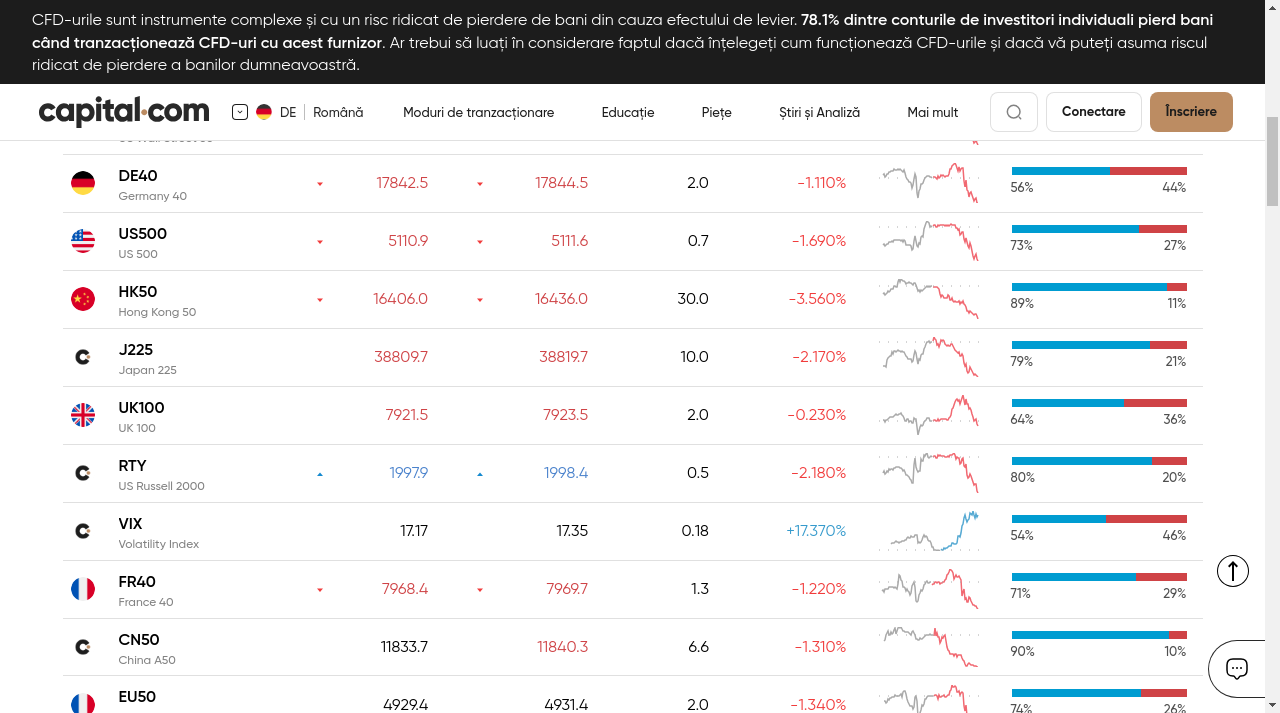 CFD-urile sunt instrumente complexe și cu un risc ridicat de pierdere de bani din cauza efectului de levier. 78.1% dintre conturile de investitori individuali pierd bani
când tranzacționează CFD-uri cu acest furnizor. Ar trebui să luați în considerare faptul dacă înțelegeți cum funcționează CFD-urile și dacă vă puteți asuma riscul
ridicat de pierdere a banilor dumneavoastră.
capital.com DE Română Moduri de tranzacționare Educație Piețe Știri și Analiză Mai mult Conectare Înscriere
DE40 17842.5 17844.5 2.0 -1.110%
Germany 40 56% 44%
US500 5110.9 5111.6 0.7 -1.690%
US 500 73% 27%
HK50 16406.0 16436.0 30.0 -3.560%
Hong Kong 50 89% 11%
J225 38809.7 38819.7 10.0 -2.170%
Japan 225 79% 21%
UK100 7921.5 7923.5 2.0 -0.230%
UK 100 64% 36%
RTY 1997.9 1998.4 0.5 -2.180%
US Russell 2000 80% 20%
VIX 17.17 17.35 0.18 +17.370%
Volatility Index 54% 46%
FR40 7968.4 7969.7 1.3 -1.220%
France 40 71% 29%
CN50 11833.7 11840.3 6.6 -1.310%
China A50 90% 10%
EU50 4929.4 4931.4 2.0 -1.340%
74% 26%